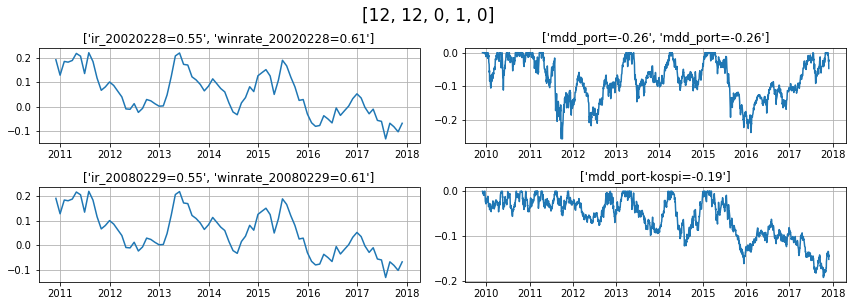 [12, 12, 0, 1, 0]
['ir_20020228=0.55', 'winrate_20020228=0.61']
0.2
0.1
0.0
−0.1
2011 2012 2013 2014 2015 2016 2017 2018
['mdd_port=-0.26', 'mdd_port=-0.26']
0.0
−0.1
−0.2
2010 2011 2012 2013 2014 2015 2016 2017 2018
['ir_20080229=0.55', 'winrate_20080229=0.61']
0.2
0.1
0.0
−0.1
2011 2012 2013 2014 2015 2016 2017 2018
['mdd_port-kospi=-0.19']
0.0
−0.1
−0.2
2010 2011 2012 2013 2014 2015 2016 2017 2018